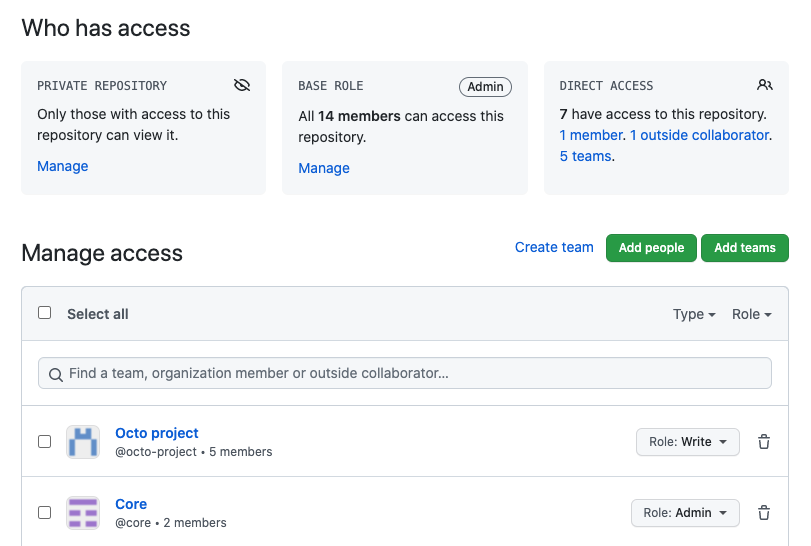 Who has access
PRIVATE REPOSITORY
Only those with access to this
repository can view it.
Manage
BASE ROLE
Admin
All 14 members can access this
repository.
Manage
DIRECT ACCESS
7 have access to this repository.
1 member. 1 outside collaborator.
5 teams.
Manage access
Create team
Add people
Add teams
Select all
Type
Role
Find a team, organization member or outside collaborator...
Octo project
@octo-project • 5 members
Role: Write
Core
@core • 2 members
Role: Admin